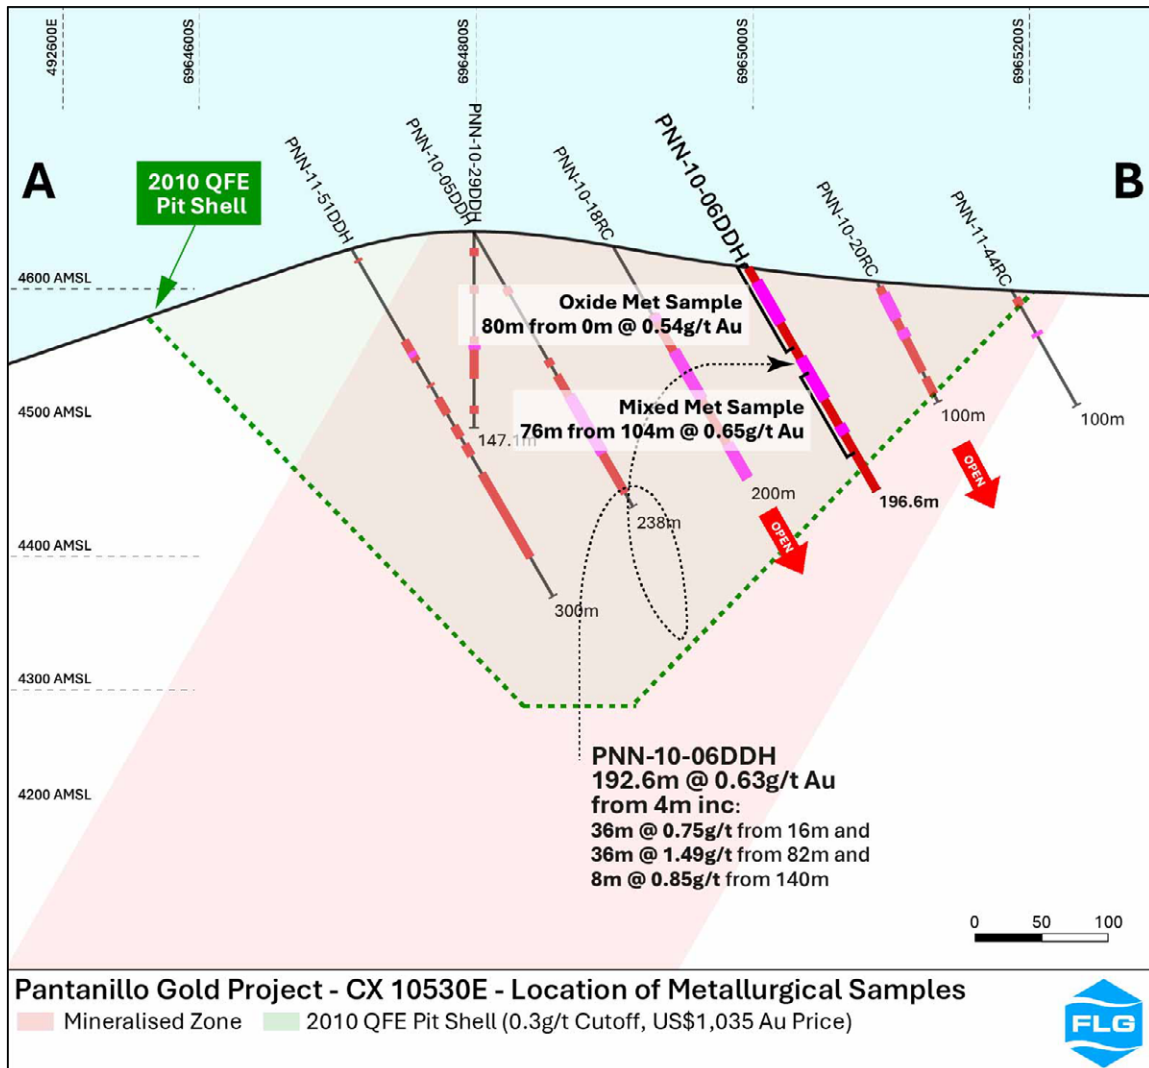 492600E
6964600S
6964800S
6965000S
6965200S
A
B
2010 QFE
Pit Shell
PNN-11-51DDH
PNN-10-05DDH
PNN-10-29DDH
PNN-10-18RC
PNN-10-06DDH
PNN-10-20RC
PNN-11-44RC
4600 AMSL
Oxide Met Sample
80m from 0m @ 0.54g/t Au
4500 AMSL
Mixed Met Sample
76m from 104m @ 0.65g/t Au
100m
100m
147.1m
200m
196.6m
OPEN
238m
OPEN
4400 AMSL
300m
4300 AMSL
PNN-10-06DDH
192.6m @ 0.63g/t Au
from 4m inc:
36m @ 0.75g/t from 16m and
36m @ 1.49g/t from 82m and
8m @ 0.85g/t from 140m
4200 AMSL
0 50 100
Pantanillo Gold Project - CX 10530E - Location of Metallurgical Samples
Mineralised Zone 2010 QFE Pit Shell (0.3g/t Cutoff, US$1,035 Au Price)
FLG